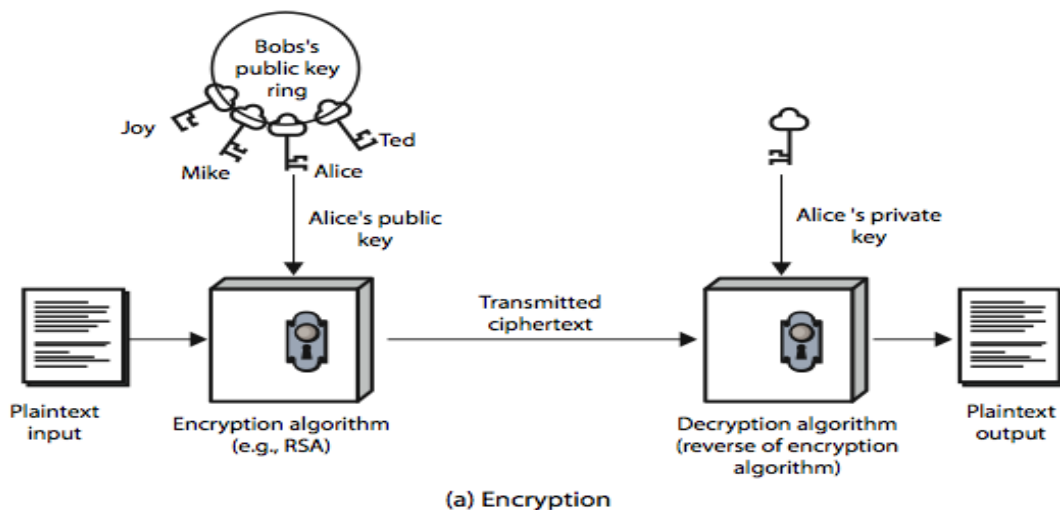 Bobs's
public key
ring
Joy
Ted
Mike
Alice
Alice's public
key
Alice 's private
key
Transmitted
ciphertext
Plaintext
input
Encryption algorithm
(e.g., RSA)
Decryption algorithm
(reverse of encryption
algorithm)
Plaintext
output
(a) Encryption